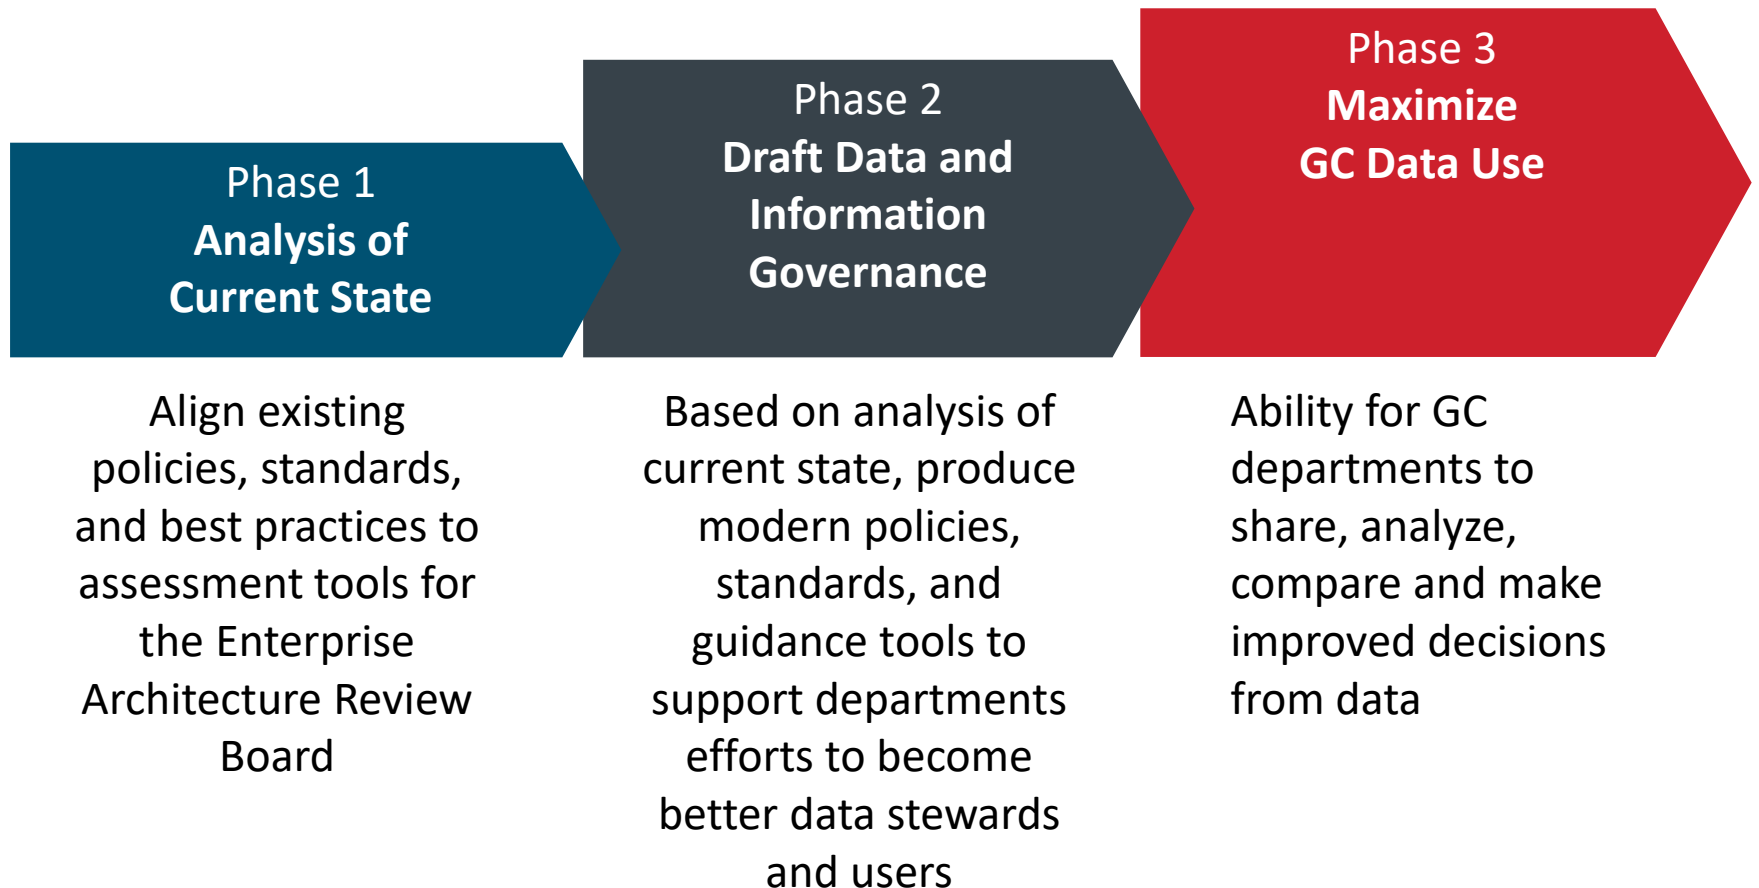 Phase 1
Analysis of
Current State
Align existing
policies, standards,
and best practices to
assessment tools for
the Enterprise
Architecture Review
Board
Phase 2
Draft Data and
Information
Governance
Based on analysis of
current state, produce
modern policies,
standards, and
guidance tools to
support departments
efforts to become
better data stewards
and users
Phase 3
Maximize
GC Data Use
Ability for GC
departments to
share, analyze,
compare and make
improved decisions
from data